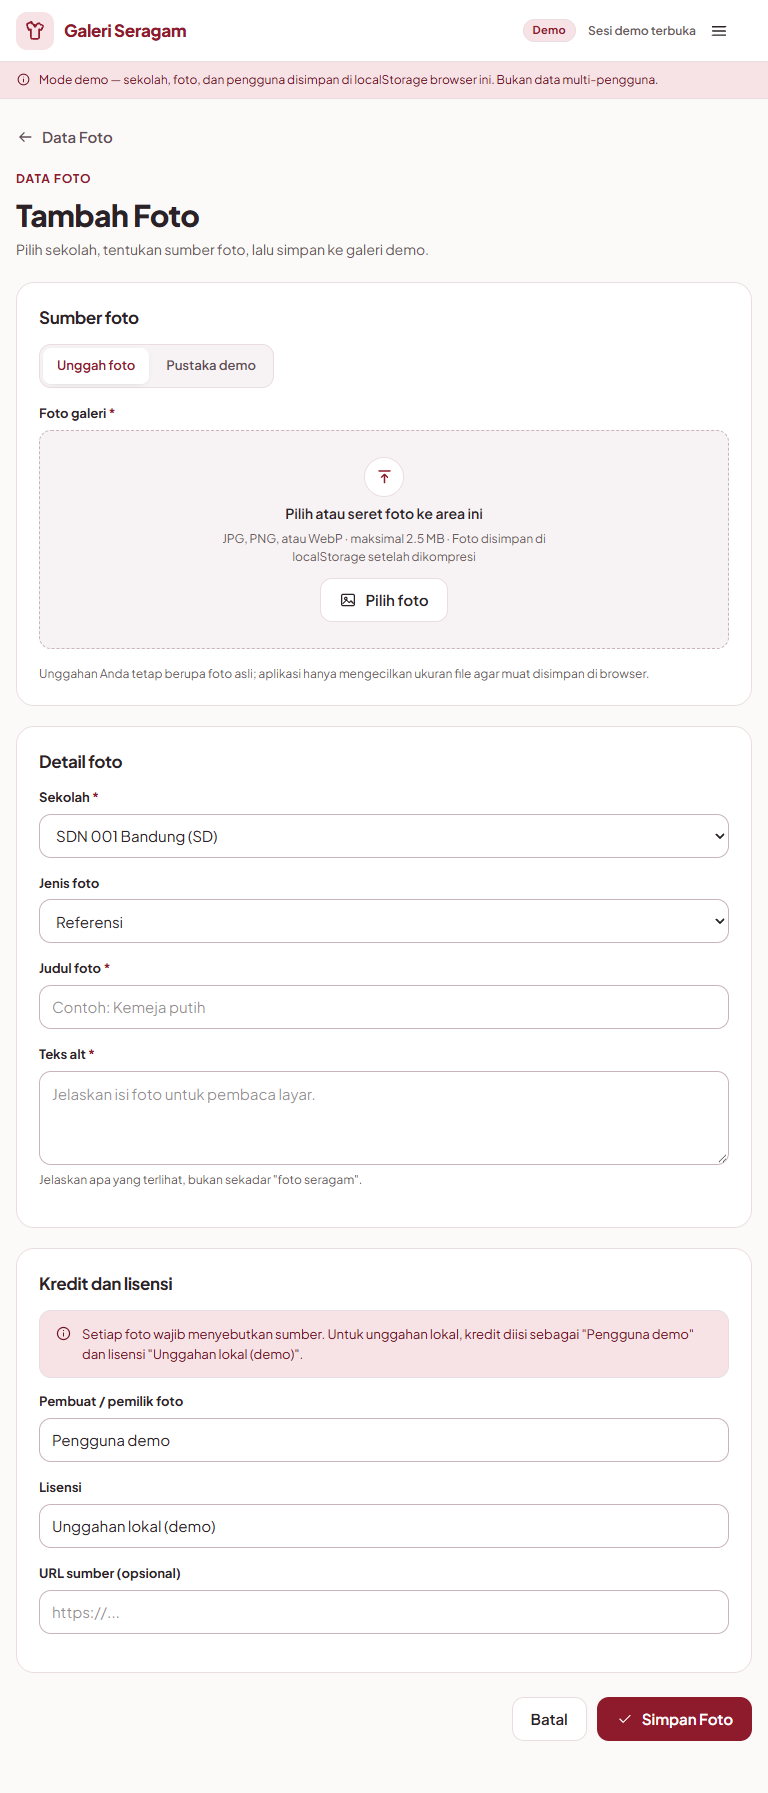 Galeri Seragam
Demo
Sesi demo terbuka
Mode demo — sekolah, foto, dan pengguna disimpan di localStorage browser ini. Bukan data multi-pengguna.
Data Foto
DATA FOTO
Tambah Foto
Pilih sekolah, tentukan sumber foto, lalu simpan ke galeri demo.
Sumber foto
Unggah foto
Pustaka demo
Foto galeri *
Pilih atau seret foto ke area ini
JPG, PNG, atau WebP · maksimal 2.5 MB · Foto disimpan di
localStorage setelah dikompresi
Pilih foto
Unggahan Anda tetap berupa foto asli; aplikasi hanya mengecilkan ukuran file agar muat disimpan di browser.
Detail foto
Sekolah *
SDN 001 Bandung (SD)
Jenis foto
Referensi
Judul foto *
Contoh: Kemeja putih
Teks alt *
Jelaskan isi foto untuk pembaca layar.
Jelaskan apa yang terlihat, bukan sekadar "foto seragam".
Kredit dan lisensi
Setiap foto wajib menyebutkan sumber. Untuk unggahan lokal, kredit diisi sebagai "Pengguna demo"
dan lisensi "Unggahan lokal (demo)".
Pembuat / pemilik foto
Pengguna demo
Lisensi
Unggahan lokal (demo)
URL sumber (opsional)
https://...
Batal
Simpan Foto